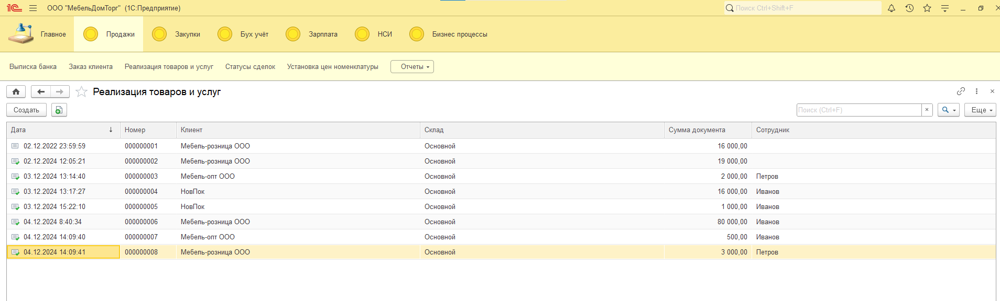 1С ООО "МебельДомТорг" (1С:Предприятие) Поиск Ctrl+Shift+F
Главное Продажи Закупки Бух учёт Зарплата НСИ Бизнес процессы
Выписка банка Заказ клиента Реализация товаров и услуг Статусы сделок Установка цен номенклатуры Отчеты
Реализация товаров и услуг
Создать Поиск (Ctrl+F) × Еще
Дата ↓ Номер Клиент Склад Сумма документа Сотрудник
02.12.2022 23:59:59 000000001 Мебель-розница ООО Основной 16 000,00
02.12.2024 12:05:21 000000002 Мебель-розница ООО Основной 19 000,00
03.12.2024 13:14:40 000000003 Мебель-опт ООО Основной 2 000,00 Петров
03.12.2024 13:17:27 000000004 НовПок Основной 16 000,00 Иванов
03.12.2024 15:22:10 000000005 НовПок Основной 1 000,00 Иванов
04.12.2024 8:40:34 000000006 Мебель-розница ООО Основной 80 000,00 Иванов
04.12.2024 14:09:40 000000007 Мебель-опт ООО Основной 500,00 Иванов
04.12.2024 14:09:41 000000008 Мебель-розница ООО Основной 3 000,00 Петров